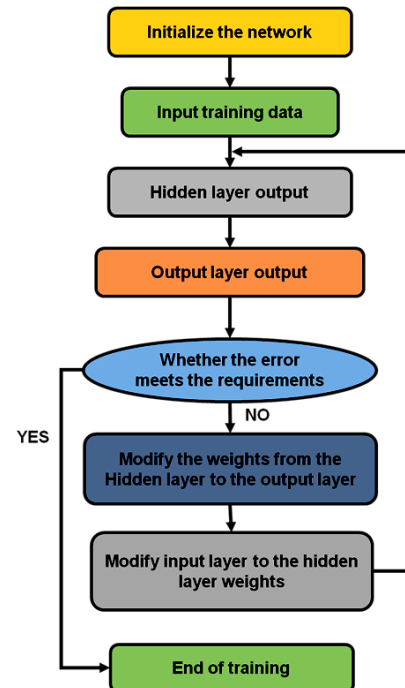 Initialize the network
Input training data
Hidden layer output
Output layer output
Whether the error
meets the requirements
YES
NO
Modify the weights from the
Hidden layer to the output layer
Modify input layer to the hidden
layer weights
End of training